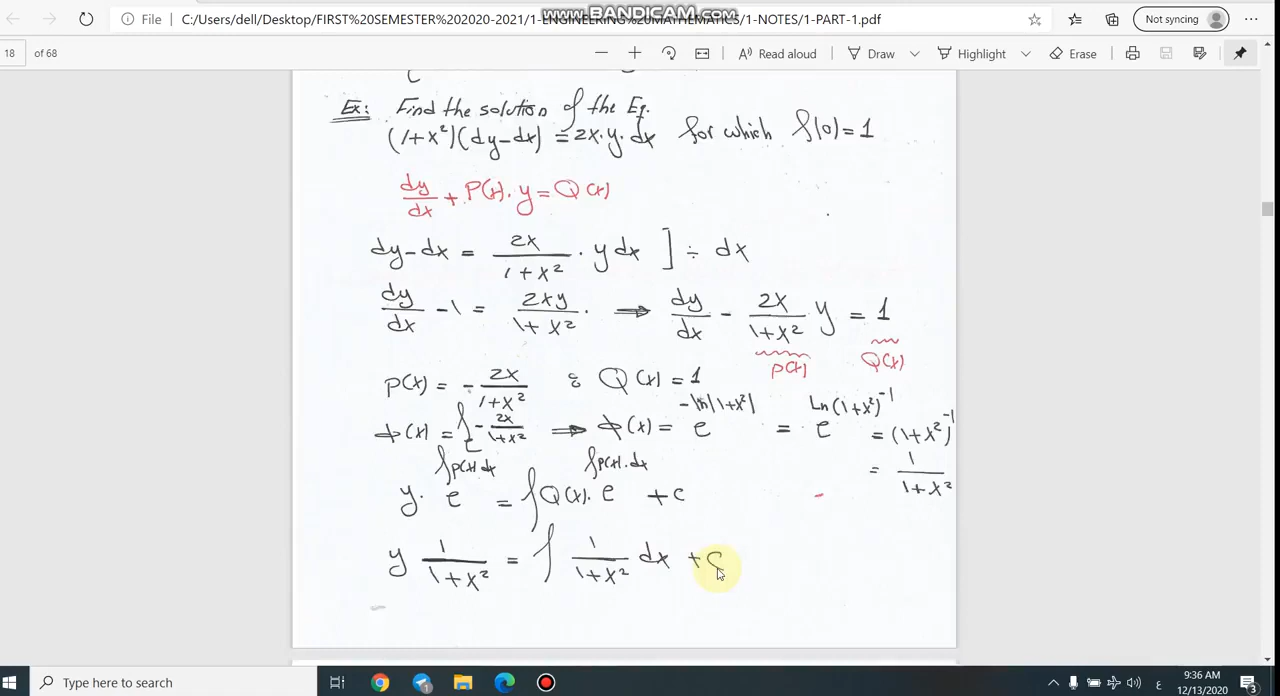 www.BANDICAM.com
File C:/Users/dell/Desktop/FIRST%20SEMESTER%202020-2021/1-ENGINEERING%20MATHEMATICS/1-NOTES/1-PART-1.pdf Not syncing
18 of 68 Read aloud Draw Highlight Erase
Ex: Find the solution of the Eq.
(1+x²)(dy-dx) = 2x·y·dx for which f(0)=1
dy/dx + P(x)·y = Q(x)
dy-dx = 2x/(1+x²) · y dx ] ÷ dx
dy/dx - 1 = 2xy/(1+x²) · ⇒ dy/dx - 2x/(1+x²) y = 1
P(x) Q(x)
P(x) = - 2x/(1+x²) & Q(x) = 1
ϕ(x) = e^∫-2x/(1+x²) ⇒ ϕ(x) = e^-ln|1+x²| = e^Ln(1+x²)^-1 = (1+x²)^-1
= 1/(1+x²)
y· e^∫P(x)dx = ∫Q(x)· e^∫P(x)·dx + c
y 1/(1+x²) = ∫ 1/(1+x²) dx + c
Type here to search
9:36 AM
12/13/2020
ع
3